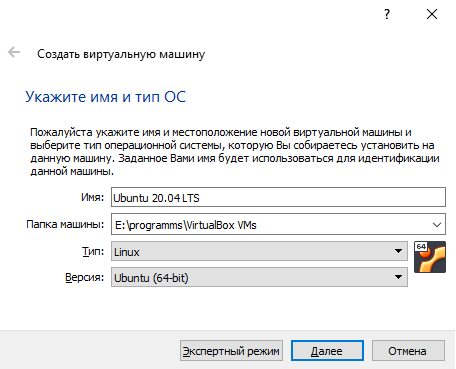 ?
Создать виртуальную машину
Укажите имя и тип ОС
Пожалуйста укажите имя и местоположение новой виртуальной машины и
выберите тип операционной системы, которую Вы собираетесь установить на
данную машину. Заданное Вами имя будет использоваться для идентификации
данной машины.
Имя: Ubuntu 20.04 LTS
Папка машины: E:\programms\VirtualBox VMs
Тип: Linux 64
Версия: Ubuntu (64-bit)
Экспертный режим Далее Отмена